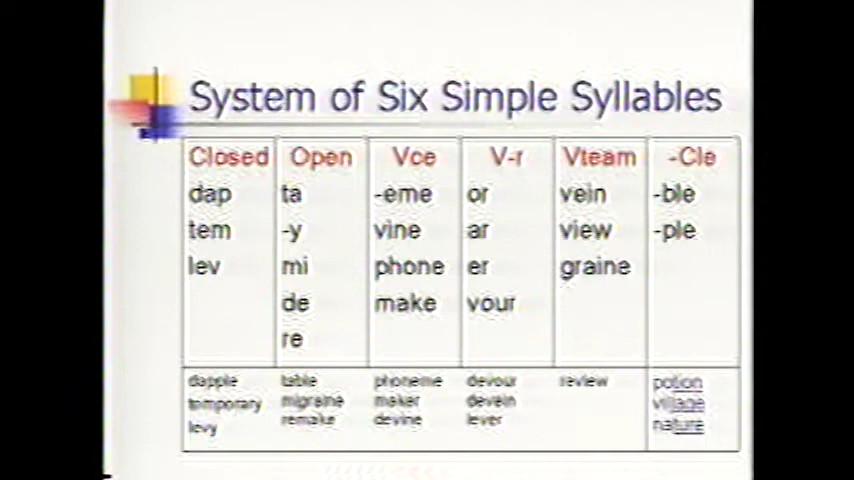 System of Six Simple Syllables
Closed Open Vce V-r Vteam -Cle
dap ta -eme or vein -ble
tem -y vine ar view -ple
lev mi phone er graine
de make vour
re
dapple table phoneme devour review potion
temporary migraine maker devein village
levy remake devine lever nature